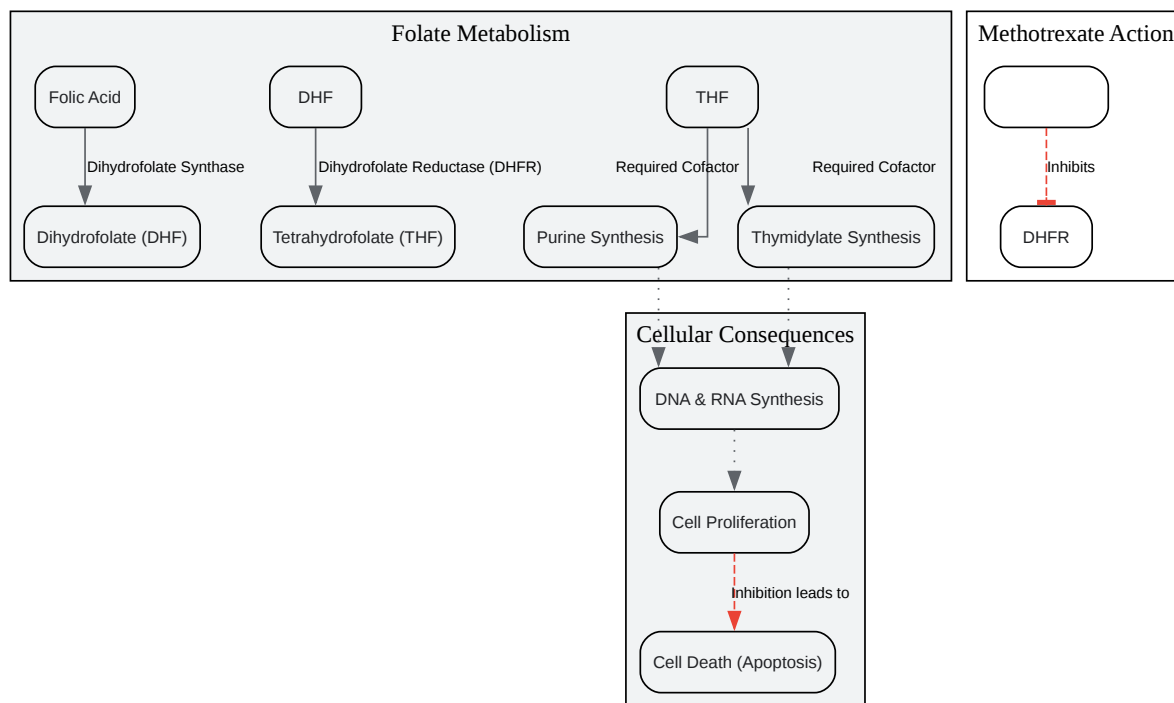 Folate Metabolism
Methotrexate Action
Folic Acid
DHF
THF
Dihydrofolate Synthase
Dihydrofolate Reductase (DHFR)
Required Cofactor
Required Cofactor
Inhibits
Dihydrofolate (DHF)
Tetrahydrofolate (THF)
Purine Synthesis
Thymidylate Synthesis
DHFR
Cellular Consequences
DNA & RNA Synthesis
Cell Proliferation
Inhibition leads to
Cell Death (Apoptosis)